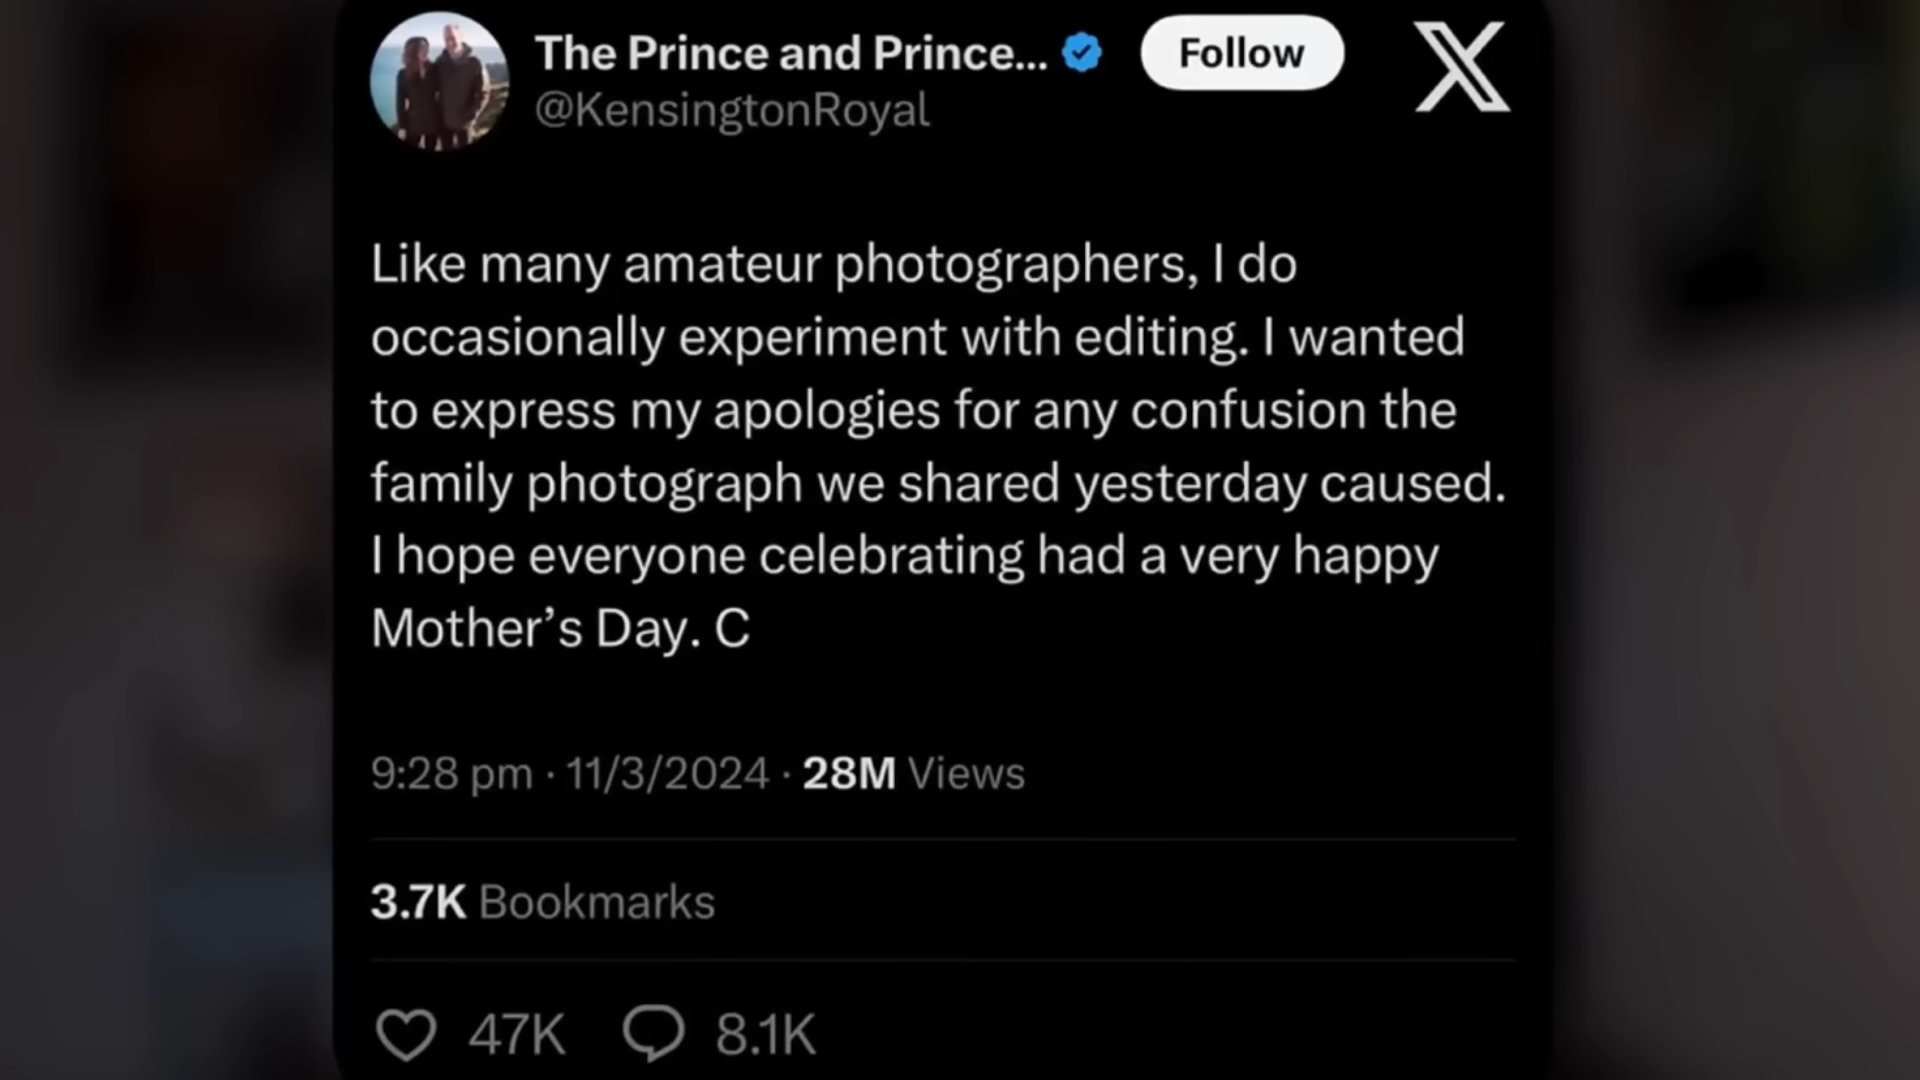 The Prince and Prince... Follow X
@KensingtonRoyal
Like many amateur photographers, I do
occasionally experiment with editing. I wanted
to express my apologies for any confusion the
family photograph we shared yesterday caused.
I hope everyone celebrating had a very happy
Mother’s Day. C
9:28 pm · 11/3/2024 · 28M Views
3.7K Bookmarks
47K 8.1K